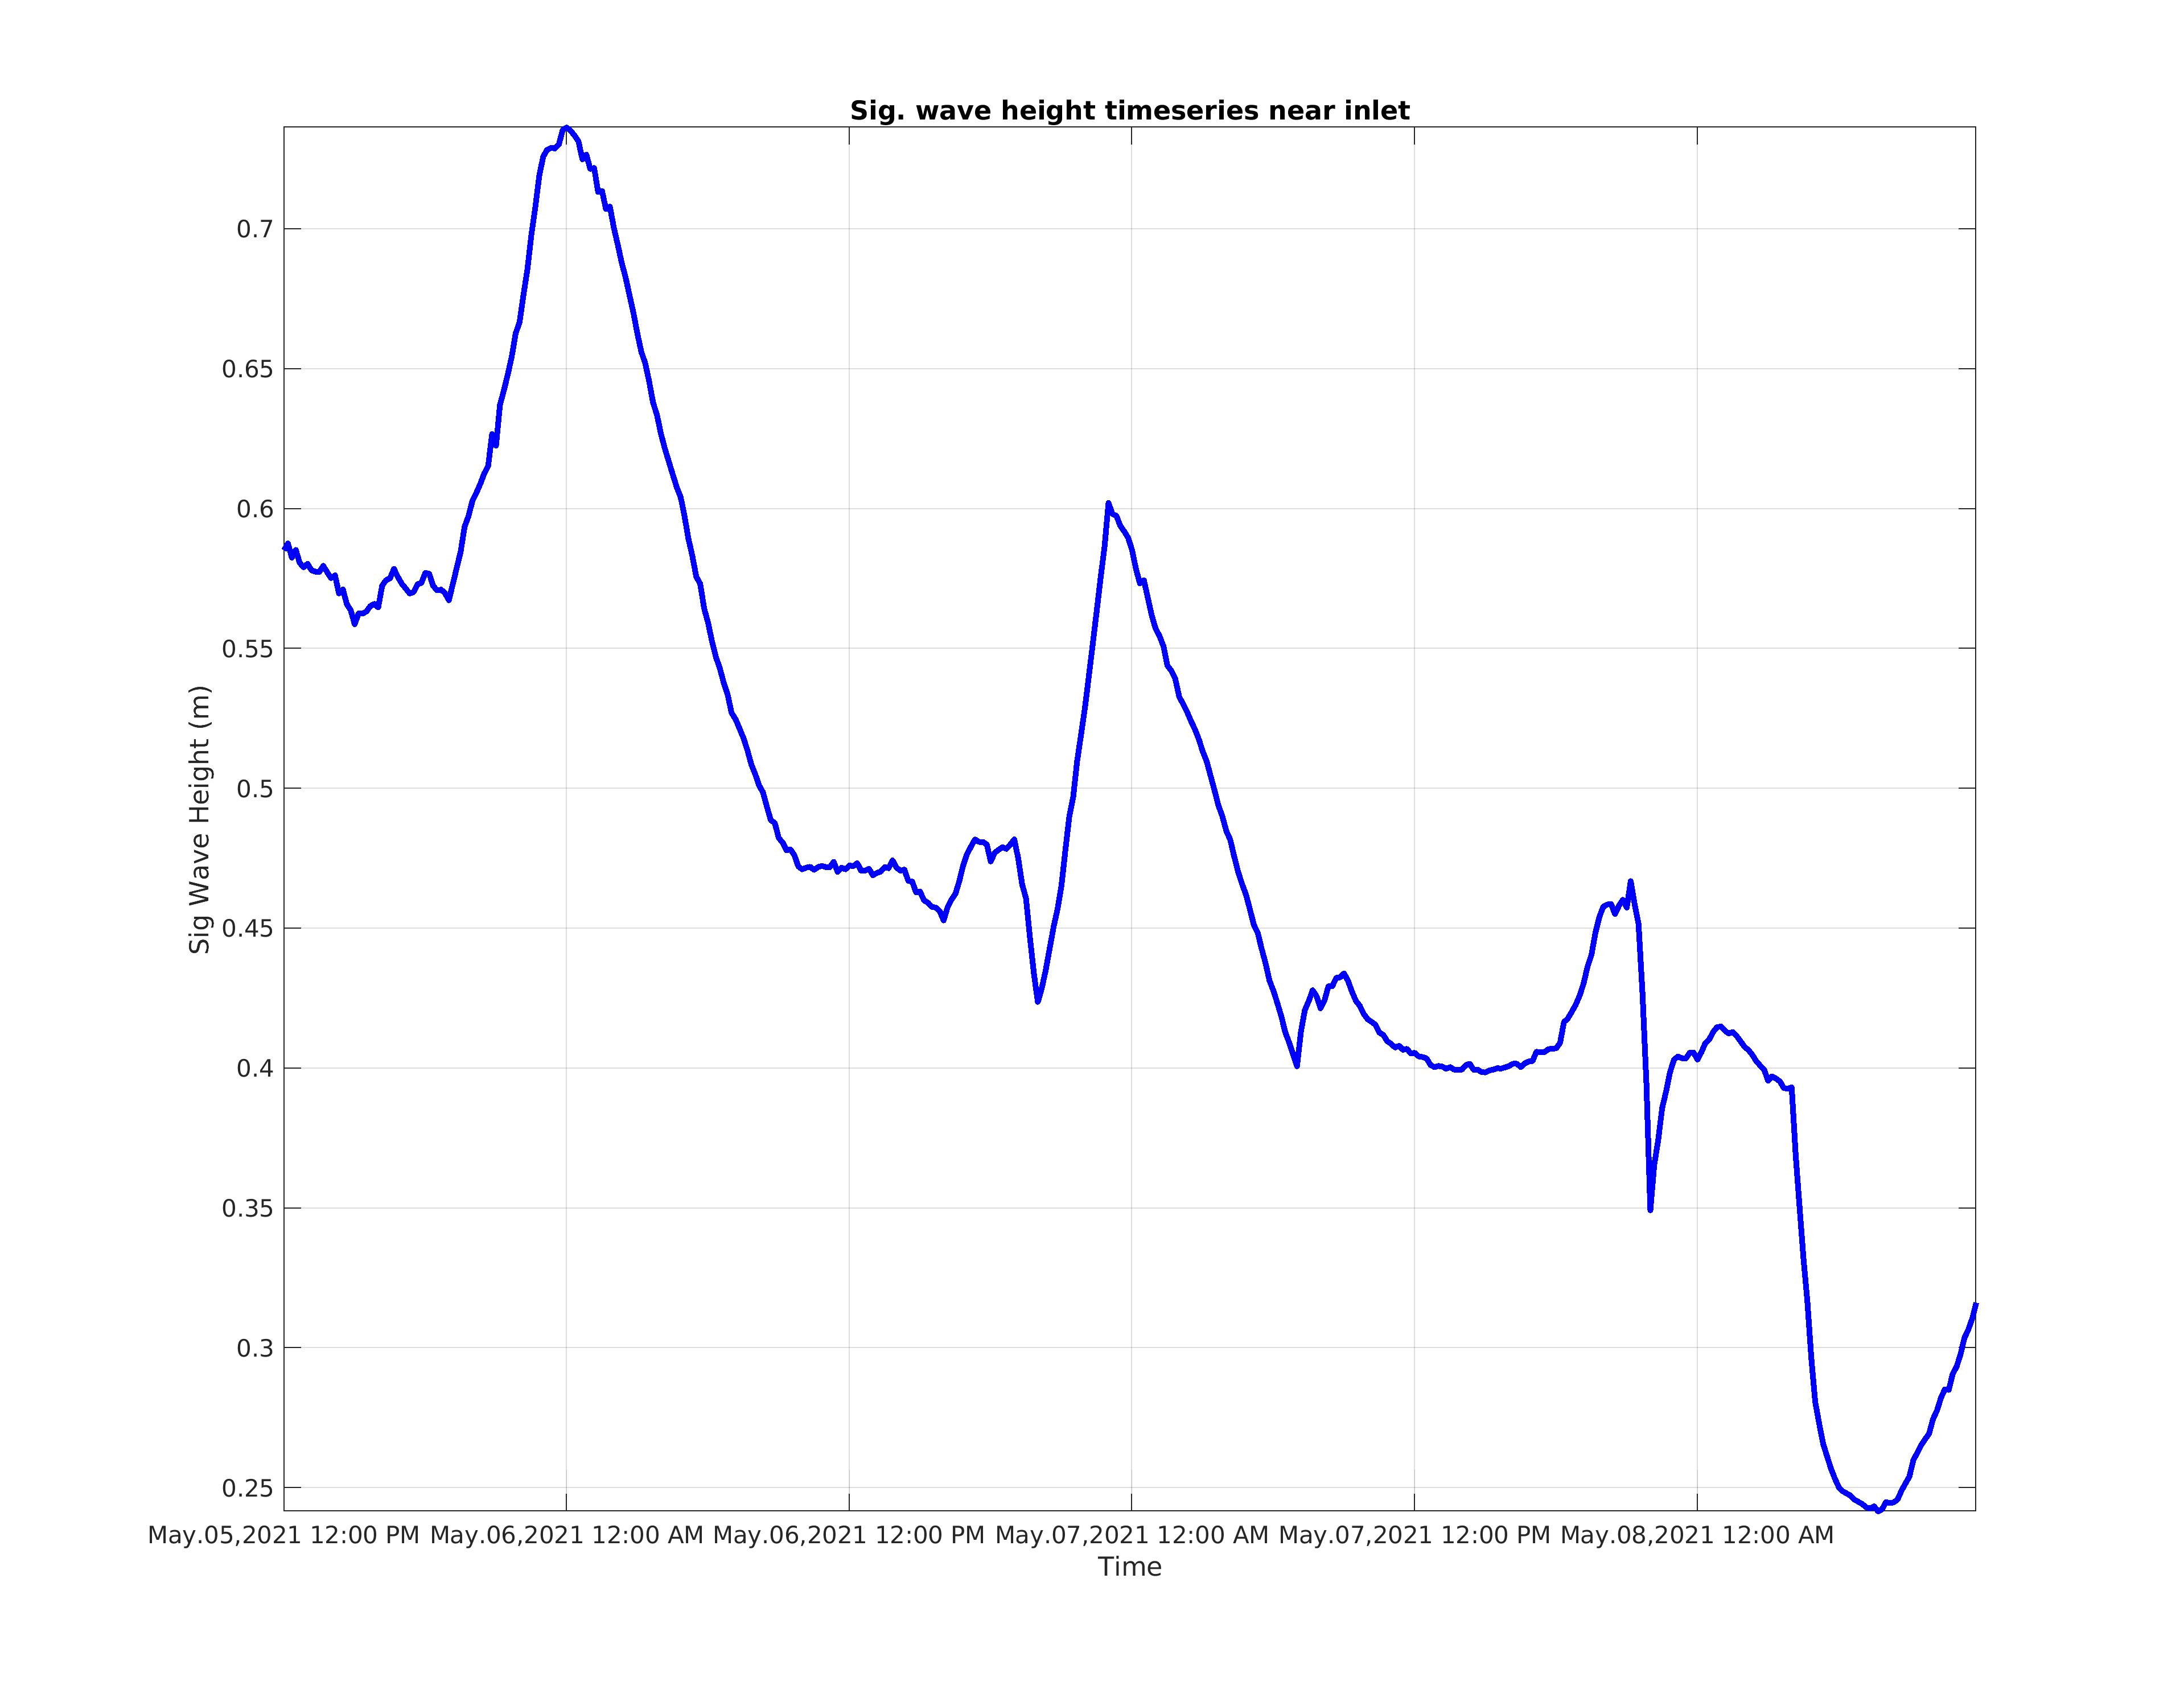 Sig. wave height timeseries near inlet
0.7
0.65
0.6
0.55
0.5
0.45
0.4
0.35
0.3
0.25
Sig Wave Height (m)
May.05,2021 12:00 PM May.06,2021 12:00 AM May.06,2021 12:00 PM May.07,2021 12:00 AM May.07,2021 12:00 PM May.08,2021 12:00 AM
Time